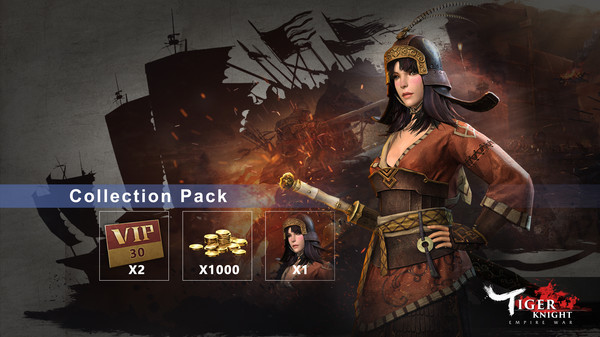 Collection Pack
VIP
30
X2
X1000
X1
TIGER
KNIGHT
EMPIRE WAR